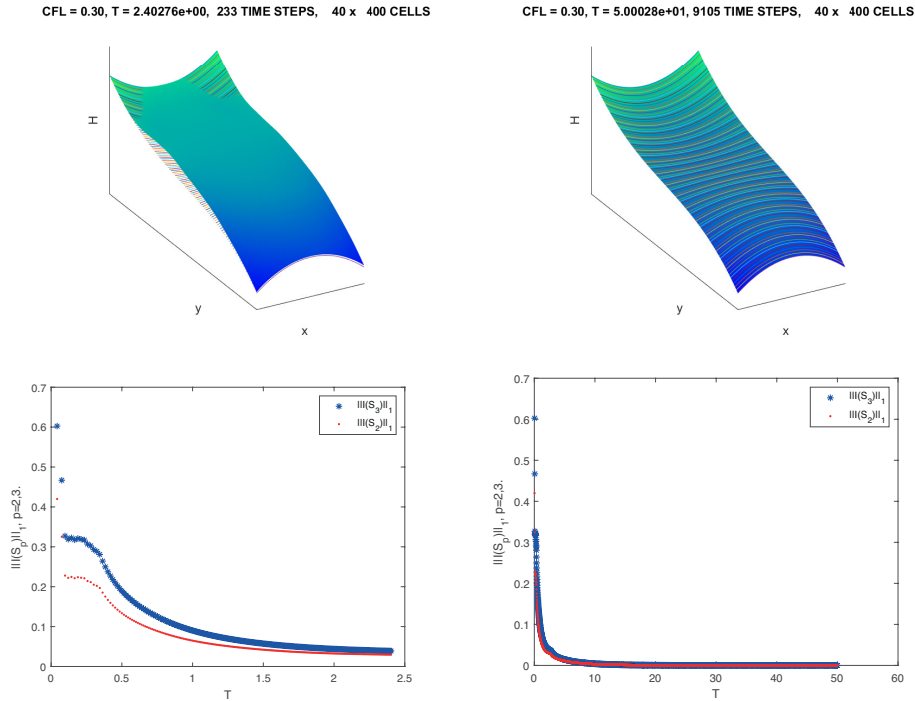 CFL = 0.30, T = 2.40276e+00, 233 TIME STEPS, 40 x 400 CELLS
H
y
x
CFL = 0.30, T = 5.00028e+01, 9105 TIME STEPS, 40 x 400 CELLS
H
y
x
0.7
0.6
0.5
0.4
0.3
0.2
0.1
0
|||(S_p)||_1, p=2,3.
|||(S_3)||_1
|||(S_2)||_1
0 0.5 1 1.5 2 2.5
T
0.7
0.6
0.5
0.4
0.3
0.2
0.1
0
|||(S_p)||_1, p=2,3.
|||(S_3)||_1
|||(S_2)||_1
0 10 20 30 40 50 60
T